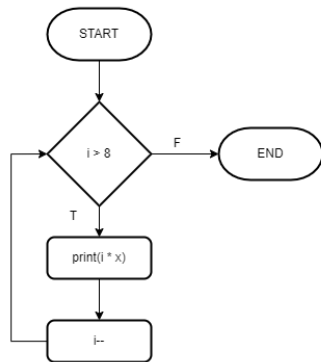 START
i > 8
F
END
T
print(i * x)
i--